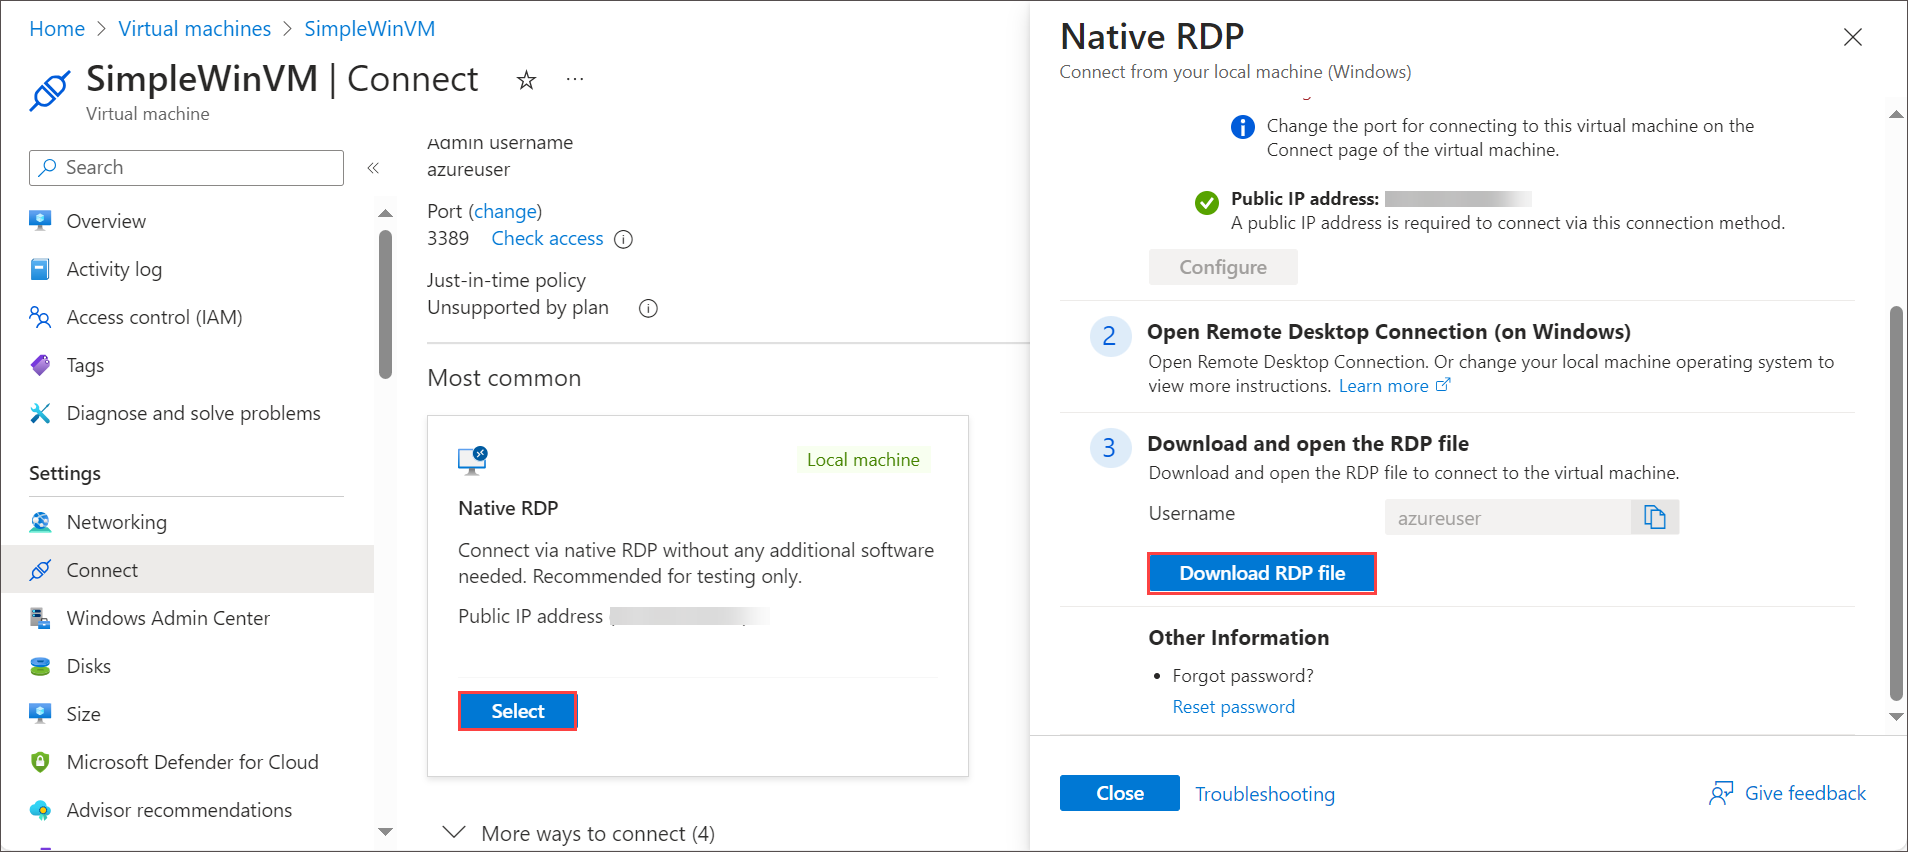 Home > Virtual machines > SimpleWinVM
SimpleWinVM | Connect
Virtual machine
Search
Overview
Activity log
Access control (IAM)
Tags
Diagnose and solve problems
Settings
Networking
Connect
Windows Admin Center
Disks
Size
Microsoft Defender for Cloud
Advisor recommendations
Admin username
azureuser
Port (change)
3389 Check access
Just-in-time policy
Unsupported by plan
Most common
Local machine
Native RDP
Connect via native RDP without any additional software
needed. Recommended for testing only.
Public IP address
Select
More ways to connect (4)
Native RDP
Connect from your local machine (Windows)
Change the port for connecting to this virtual machine on the
Connect page of the virtual machine.
Public IP address:
A public IP address is required to connect via this connection method.
Configure
2 Open Remote Desktop Connection (on Windows)
Open Remote Desktop Connection. Or change your local machine operating system to
view more instructions. Learn more
3 Download and open the RDP file
Download and open the RDP file to connect to the virtual machine.
Username azureuser
Download RDP file
Other Information
• Forgot password?
Reset password
Close Troubleshooting Give feedback